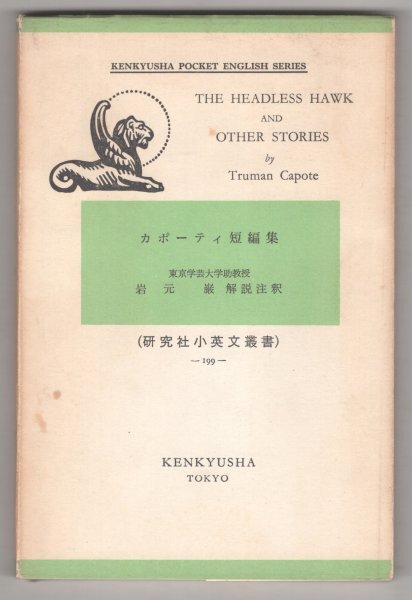 KENKYUSHA POCKET ENGLISH SERIES
THE HEADLESS HAWK
AND
OTHER STORIES
by
Truman Capote
カポーティ短編集
東京学芸大学助教授
岩元 巌 解説注釈
(研究社小英文叢書)
— 199 —
KENKYUSHA
TOKYO